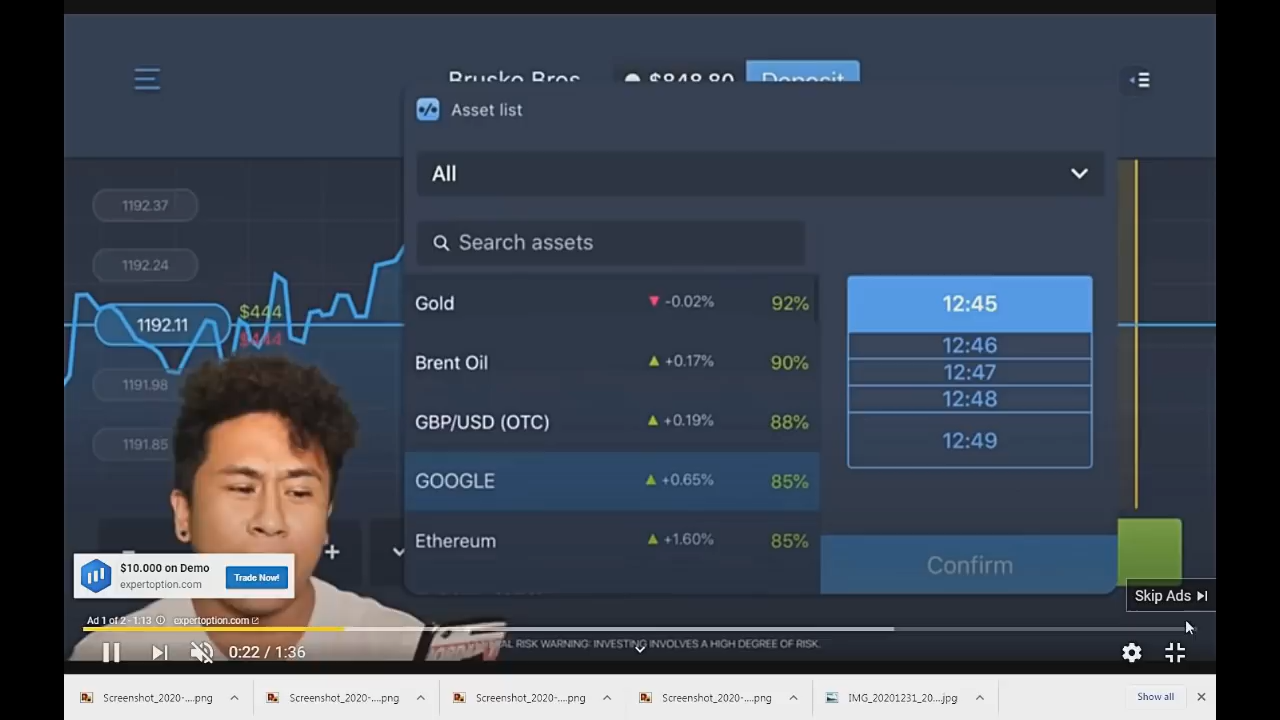 Brusko Bros
$848.80
Deposit
Asset list
All
Search assets
1192.37
1192.24
1192.11
1191.98
1191.85
$444
$444
Gold -0.02% 92%
Brent Oil +0.17% 90%
GBP/USD (OTC) +0.19% 88%
GOOGLE +0.65% 85%
Ethereum +1.60% 85%
12:45
12:46
12:47
12:48
12:49
Confirm
$10.000 on Demo
expertoption.com
Trade Now!
Skip Ads
Ad 1 of 2 · 1:13 expertoption.com
RISK WARNING: INVESTING INVOLVES A HIGH DEGREE OF RISK.
0:22 / 1:36
Screenshot_2020-....png
Screenshot_2020-....png
Screenshot_2020-....png
Screenshot_2020-....png
IMG_20201231_20....jpg
Show all